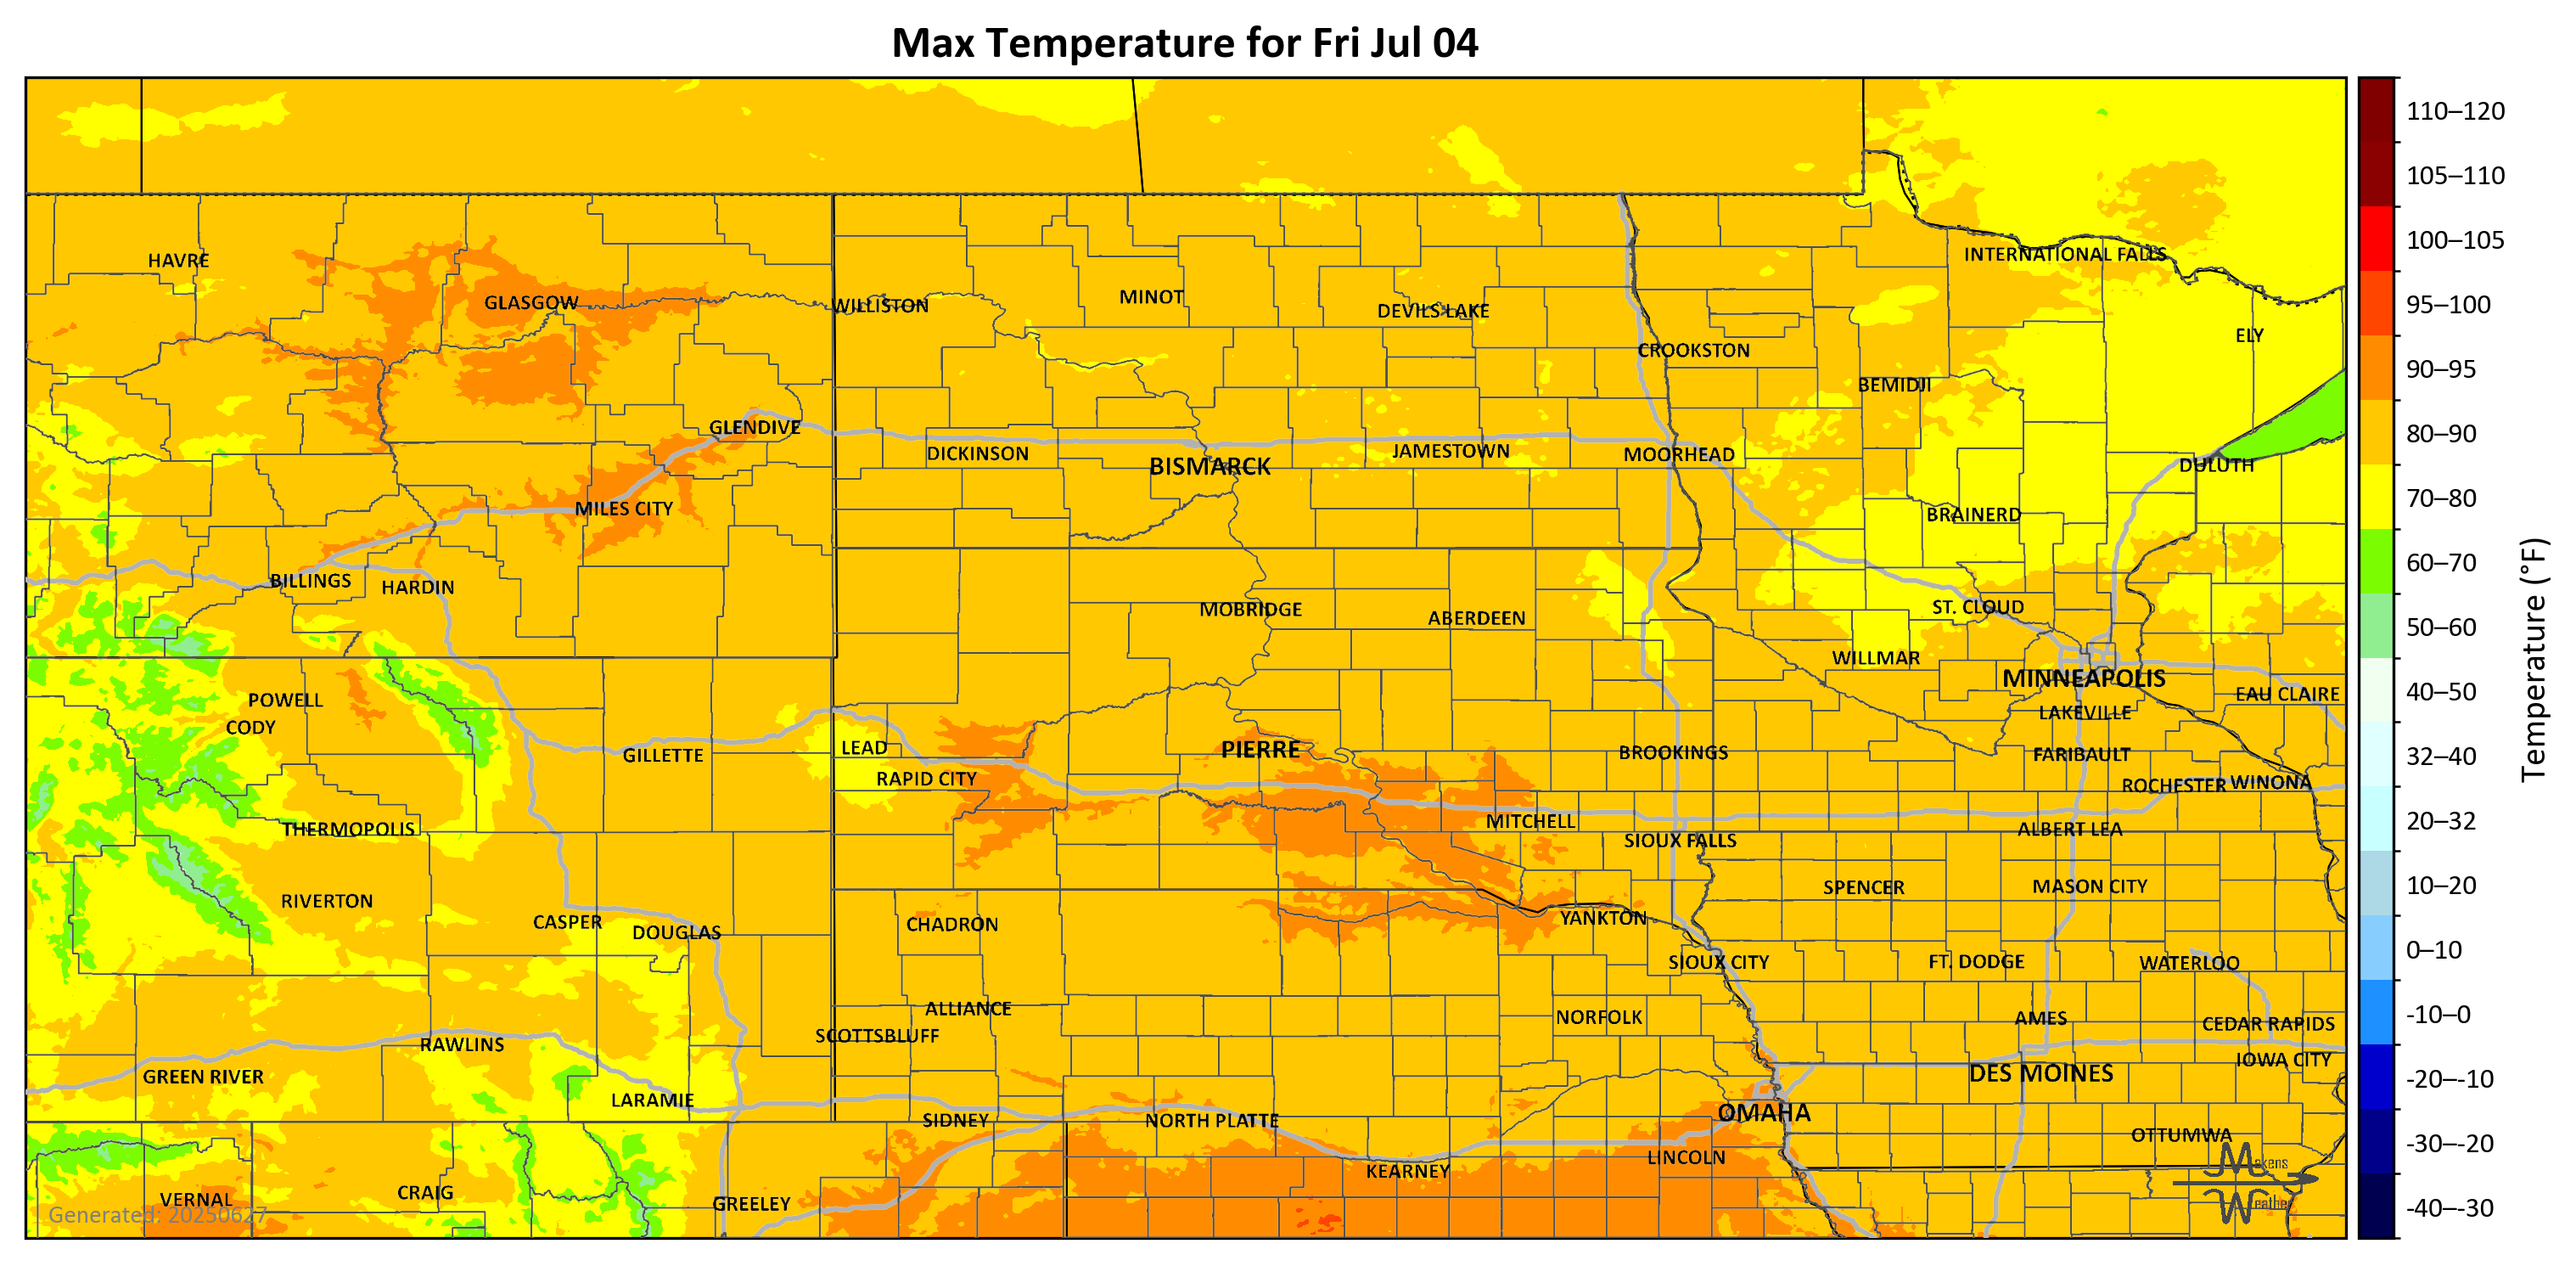 Max Temperature for Fri Jul 04
110–120
105–110
100–105
95–100
90–95
80–90
70–80
60–70
50–60
40–50
32–40
20–32
10–20
0–10
-10–0
-20–-10
-30–-20
-40–-30
Temperature (°F)
HAVRE
INTERNATIONAL FALLS
GLASGOW
WILLISTON
MINOT
DEVILS LAKE
ELY
CROOKSTON
BEMIDJI
GLENDIVE
DICKINSON
BISMARCK
JAMESTOWN
MOORHEAD
DULUTH
MILES CITY
BRAINERD
BILLINGS
HARDIN
MOBRIDGE
ABERDEEN
ST. CLOUD
WILLMAR
MINNEAPOLIS
POWELL
EAU CLAIRE
CODY
LAKEVILLE
GILLETTE
LEAD
PIERRE
BROOKINGS
FARIBAULT
RAPID CITY
ROCHESTER
WINONA
THERMOPOLIS
MITCHELL
SIOUX FALLS
ALBERT LEA
RIVERTON
SPENCER
MASON CITY
CASPER
DOUGLAS
CHADRON
YANKTON
SIOUX CITY
FT. DODGE
WATERLOO
ALLIANCE
NORFOLK
AMES
CEDAR RAPIDS
SCOTTSBLUFF
RAWLINS
IOWA CITY
GREEN RIVER
DES MOINES
LARAMIE
SIDNEY
NORTH PLATTE
OMAHA
OTTUMWA
KEARNEY
LINCOLN
VERNAL
CRAIG
GREELEY
Makens
Weather
Generated: 20250627